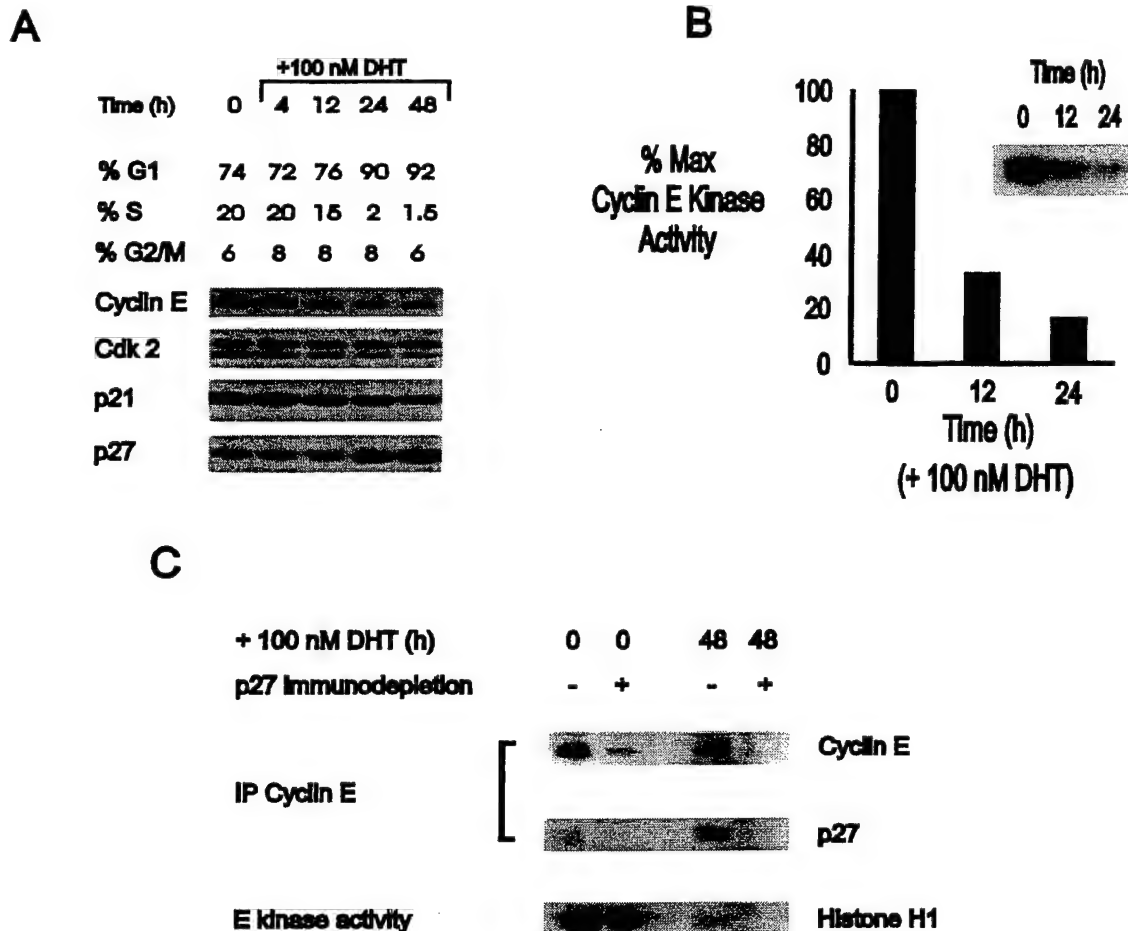 A
+100 nM DHT
Time (h) 0 4 12 24 48
% G1 74 72 76 90 92
% S 20 20 15 2 1.5
% G2/M 6 8 8 8 6
Cyclin E
Cdk 2
p21
p27
B
% Max
Cyclin E Kinase
Activity
100
80
60
40
20
0
Time (h)
0 12 24
0 12 24
Time (h)
(+ 100 nM DHT)
C
+ 100 nM DHT (h) 0 0 48 48
p27 Immunodepletion - + - +
IP Cyclin E
Cyclin E
p27
E kinase activity
Histone H1